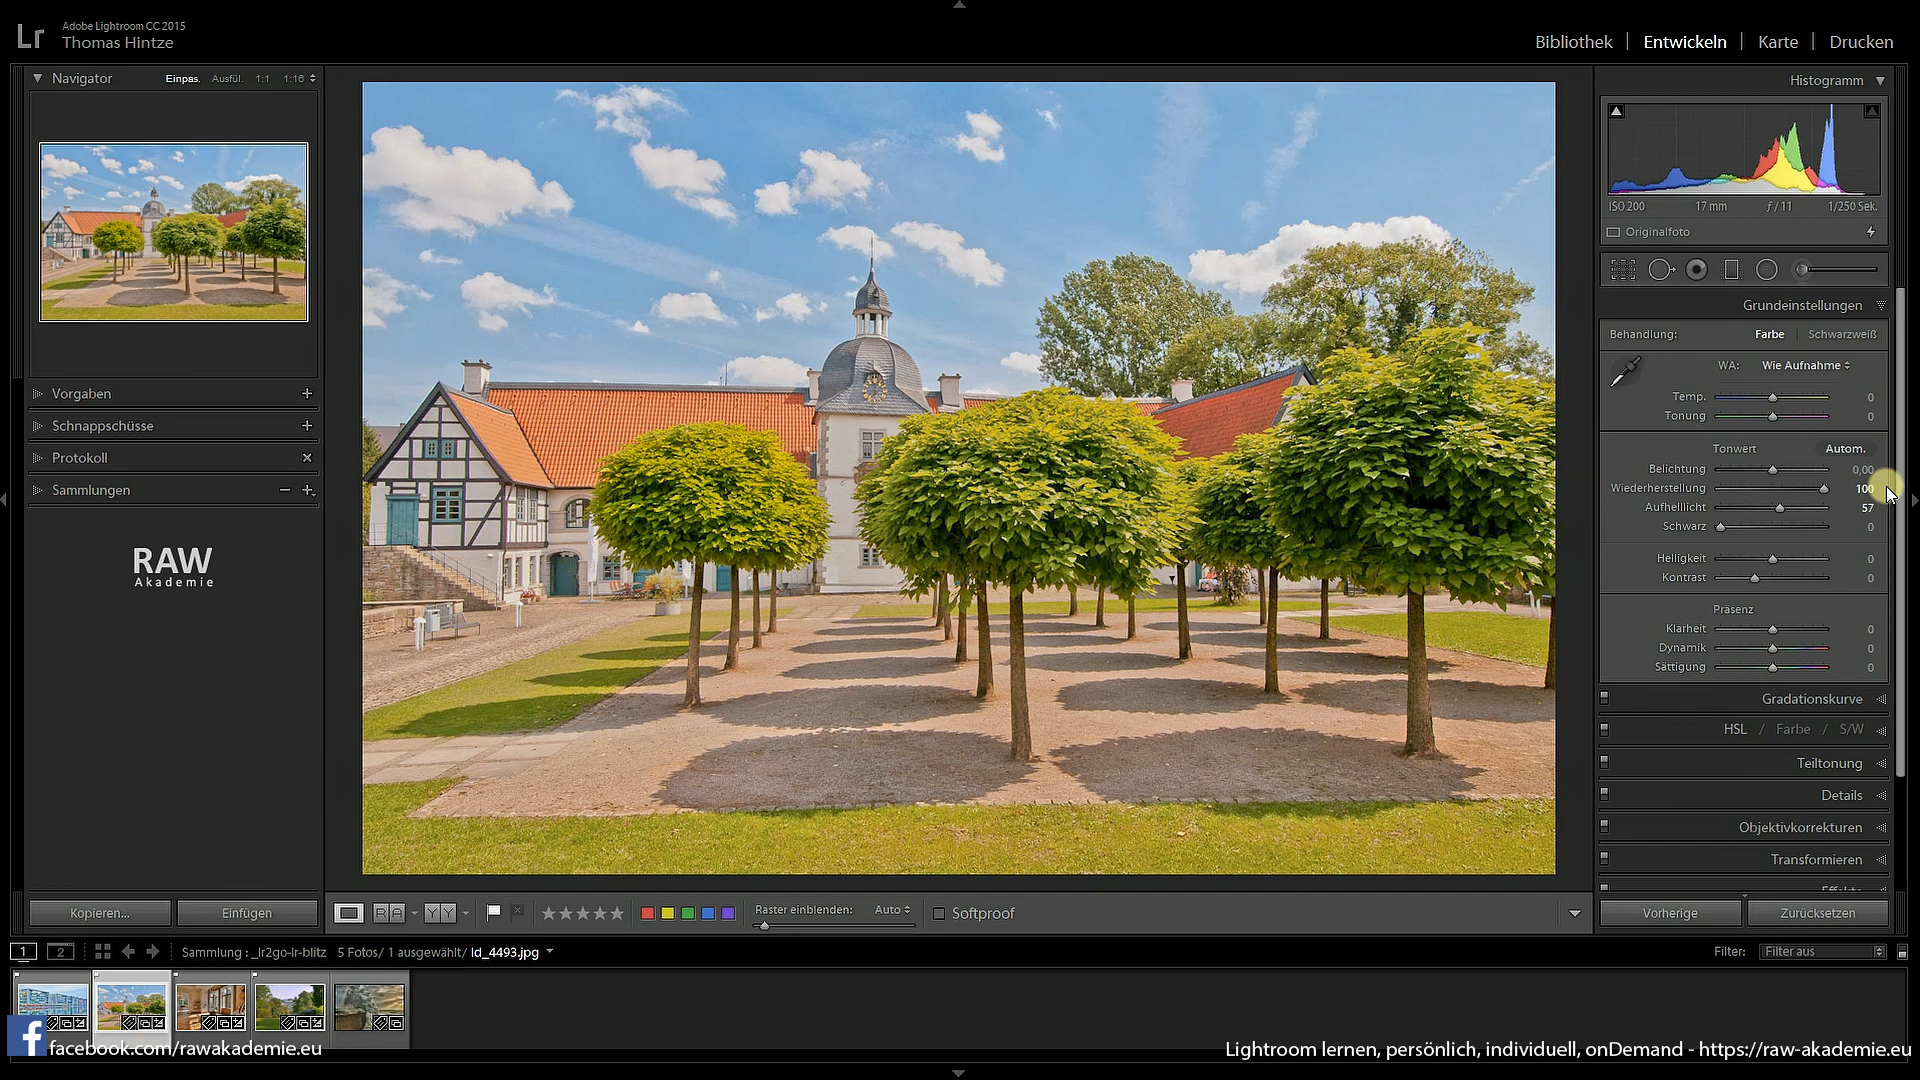 Lr
Adobe Lightroom CC 2015
Thomas Hintze
Bibliothek | Entwickeln | Karte | Drucken
Navigator Einpas. Ausfül. 1:1 1:16
Vorgaben
Schnappschüsse
Protokoll
Sammlungen
RAW
Akademie
Kopieren... Einfügen
Histogramm
ISO 200 17 mm ƒ / 11 1/250 Sek.
Originalfoto
Grundeinstellungen
Behandlung: Farbe Schwarzweiß
WA: Wie Aufnahme
Temp. 0
Tonung 0
Tonwert Autom.
Belichtung 0,00
Wiederherstellung 100
Aufhelllicht 57
Schwarz 0
Helligkeit 0
Kontrast 0
Präsenz
Klarheit 0
Dynamik 0
Sättigung 0
Gradationskurve
HSL / Farbe / S/W
Teiltonung
Details
Objektivkorrekturen
Transformieren
Vorherige Zurücksetzen
R A Y Y Raster einblenden: Auto Softproof
1 2 Sammlung : _lr2go-lr-blitz 5 Fotos/ 1 ausgewählt/ ld_4493.jpg Filter: Filter aus
f facebook.com/rawakademie.eu
Lightroom lernen, persönlich, individuell, onDemand - https://raw-akademie.eu